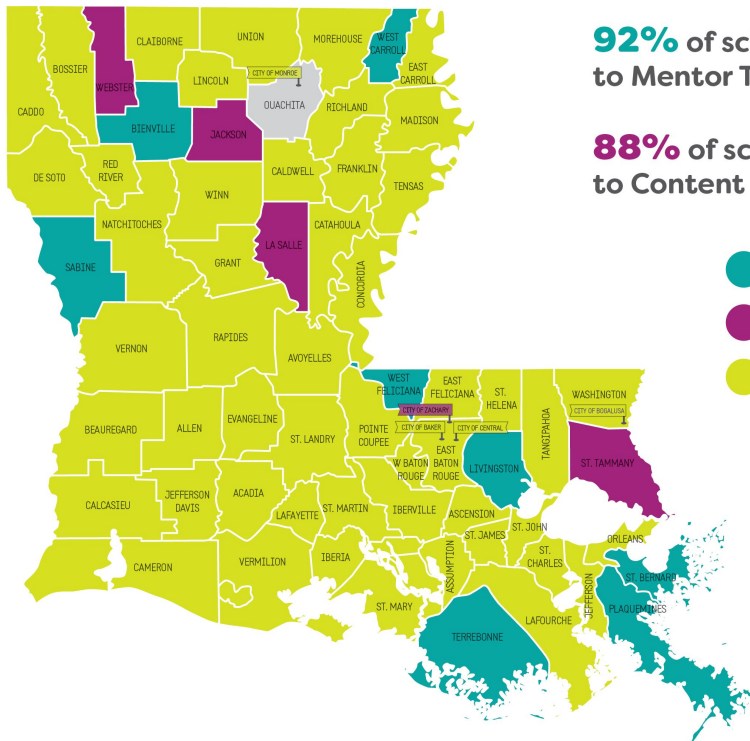 92% of sc
to Mentor T
88% of sc
to Content
UNION
MOREHOUSE
WEST
CARROLL
CLAIBORNE
BOSSIER
WEBSTER
LINCOLN
CITY OF MONROE
EAST
CARROLL
OUACHITA
RICHLAND
CADDO
MADISON
BIENVILLE
JACKSON
RED
RIVER
DE SOTO
CALDWELL
FRANKLIN
TENSAS
WINN
NATCHITOCHES
CATAHOULA
LA SALLE
SABINE
GRANT
CONCORDIA
VERNON
RAPIDES
AVOYELLES
WEST
FELICIANA
EAST
FELICIANA
ST.
HELENA
TANGIPAHOA
WASHINGTON
CITY OF ZACHARY
CITY OF BOGALUSA
BEAUREGARD
ALLEN
EVANGELINE
ST. LANDRY
POINTE
COUPEE
CITY OF BAKER
CITY OF CENTRAL
W BATON
ROUGE
EAST
BATON
ROUGE
LIVINGSTON
ST. TAMMANY
CALCASIEU
JEFFERSON
DAVIS
ACADIA
LAFAYETTE
ST. MARTIN
IBERVILLE
ASCENSION
ST. JAMES
ST. JOHN
ORLEANS
CAMERON
VERMILION
IBERIA
ASSUMPTION
ST.
CHARLES
ST. BERNARD
ST. MARY
TERREBONNE
LAFOURCHE
JEFFERSON
PLAQUEMINES